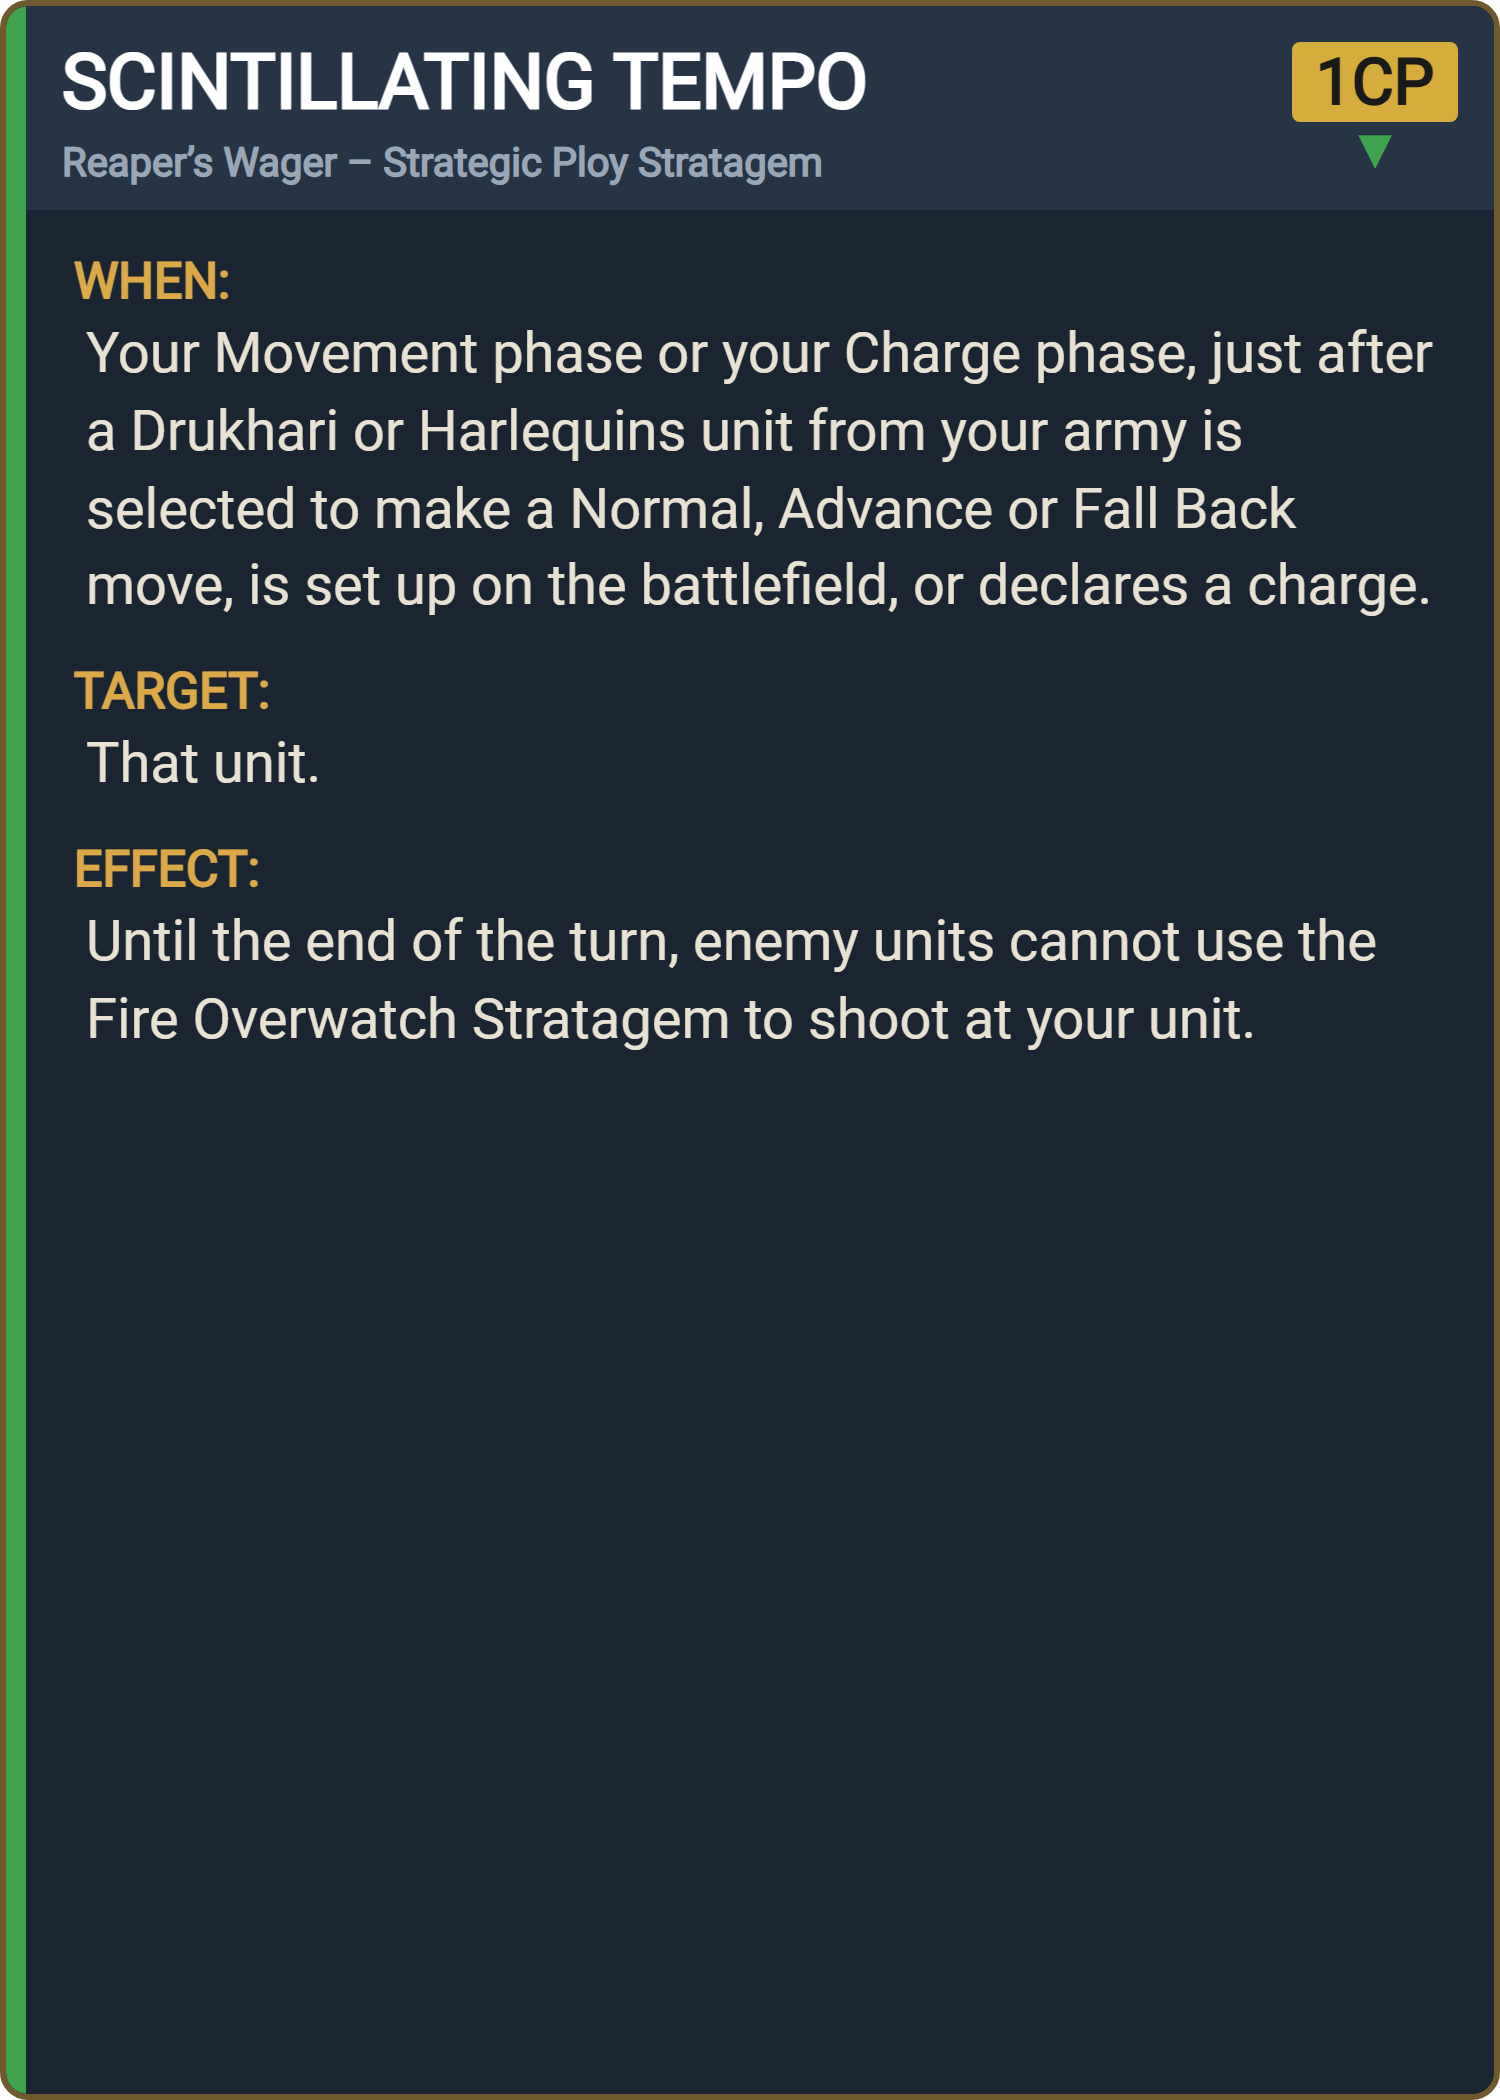 SCINTILLATING TEMPO
1CP
Reaper’s Wager – Strategic Ploy Stratagem
WHEN:
Your Movement phase or your Charge phase, just after
a Drukhari or Harlequins unit from your army is
selected to make a Normal, Advance or Fall Back
move, is set up on the battlefield, or declares a charge.
TARGET:
That unit.
EFFECT:
Until the end of the turn, enemy units cannot use the
Fire Overwatch Stratagem to shoot at your unit.